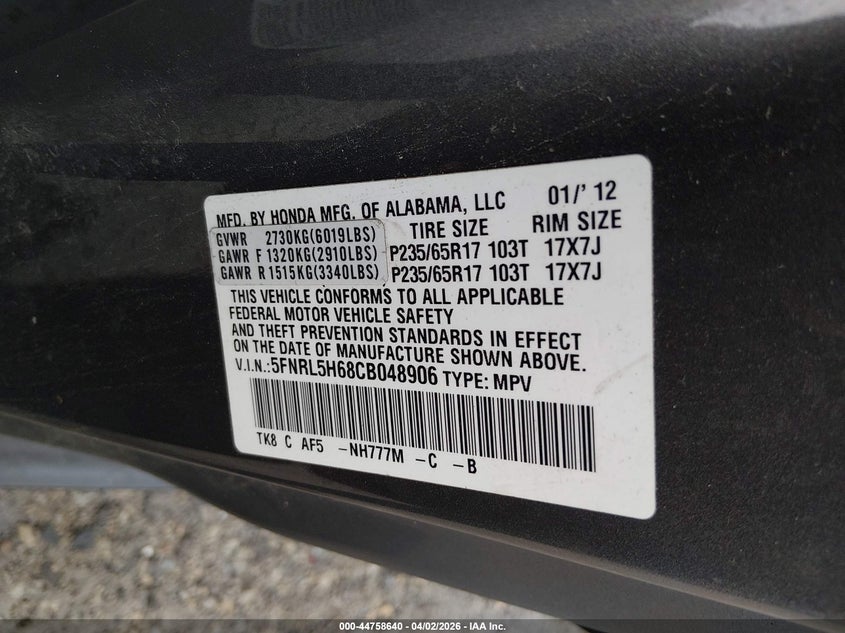 MFD. BY HONDA MFG. OF ALABAMA, LLC 01/' 12
TIRE SIZE RIM SIZE
GVWR 2730KG(6019LBS)
GAWR F 1320KG(2910LBS) P235/65R17 103T 17X7J
GAWR R 1515KG(3340LBS) P235/65R17 103T 17X7J
THIS VEHICLE CONFORMS TO ALL APPLICABLE
FEDERAL MOTOR VEHICLE SAFETY
AND THEFT PREVENTION STANDARDS IN EFFECT
ON THE DATE OF MANUFACTURE SHOWN ABOVE.
V.I.N.:5FNRL5H68CB048906 TYPE: MPV
TK8 C AF5 -NH777M -C -B
000-44758640 - 04/02/2026 - IAA Inc.